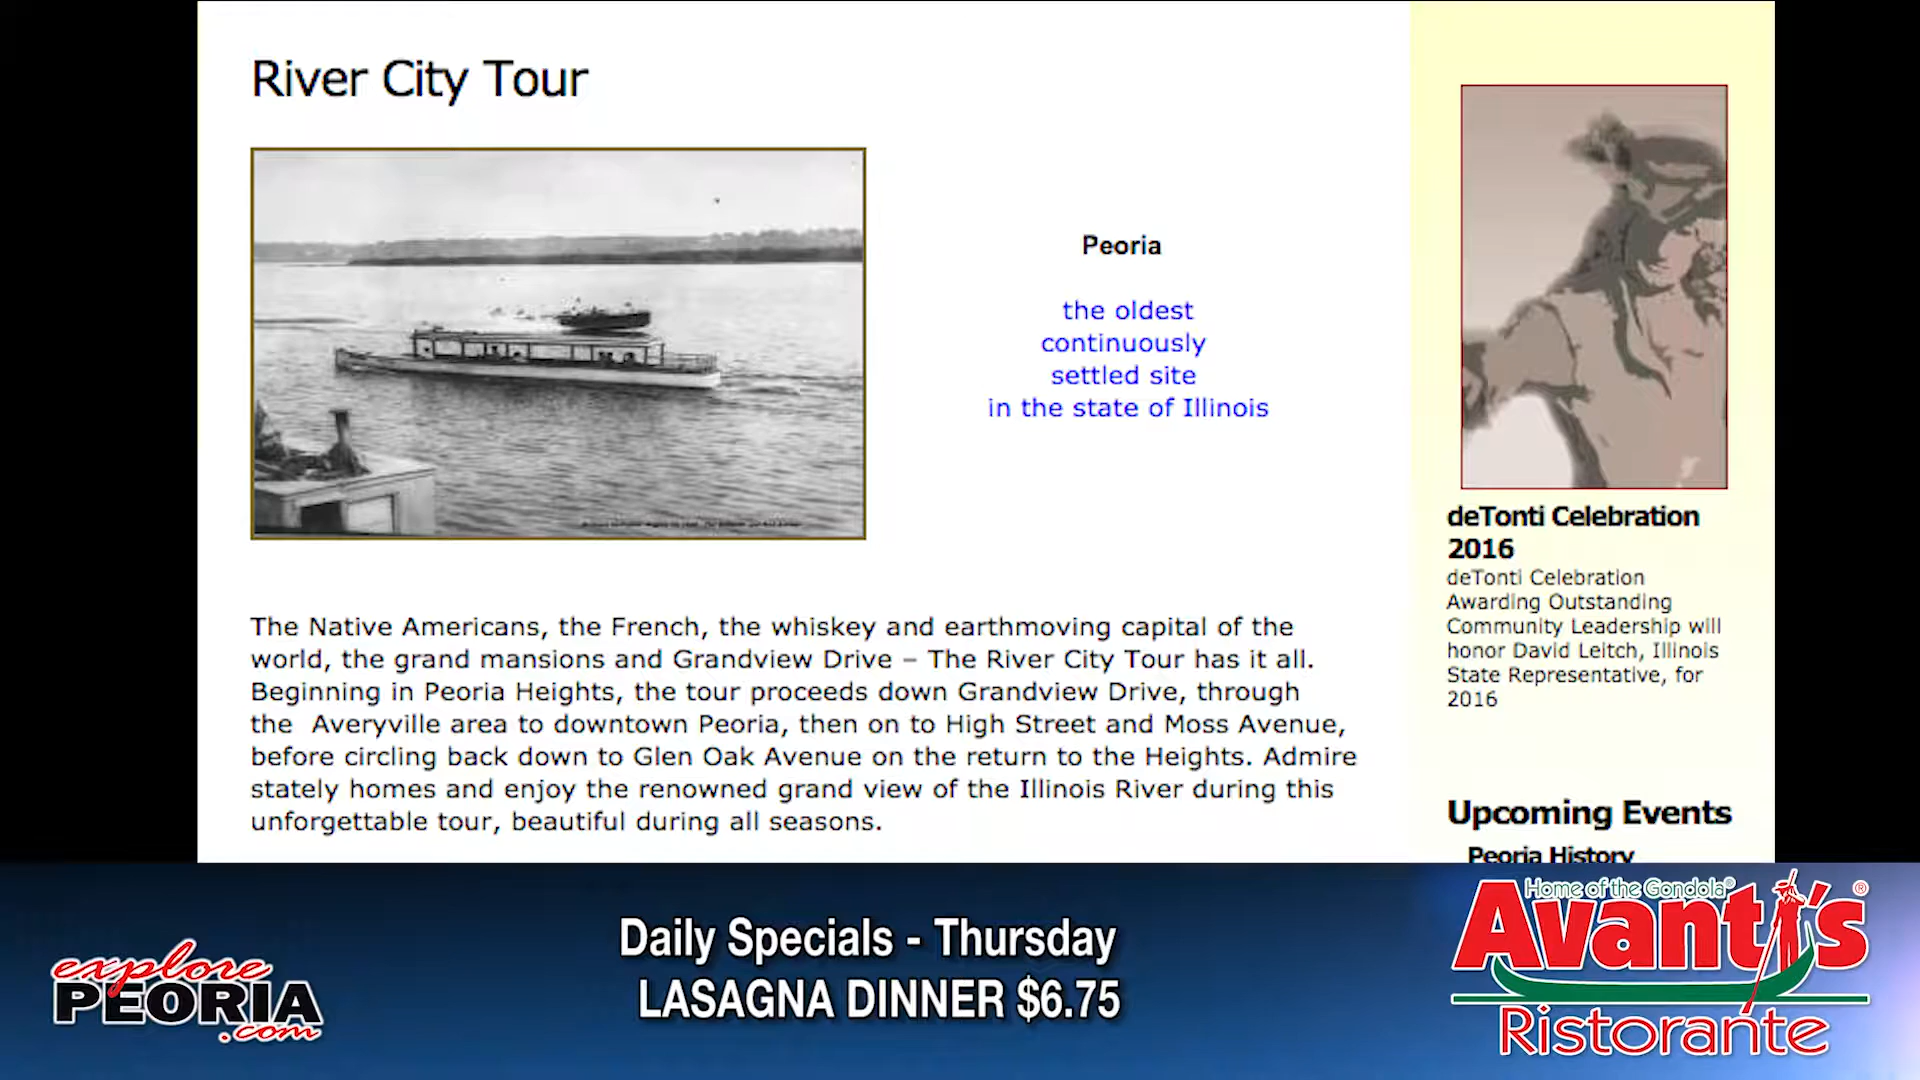 River City Tour
Peoria
the oldest
continuously
settled site
in the state of Illinois
The Native Americans, the French, the whiskey and earthmoving capital of the
world, the grand mansions and Grandview Drive – The River City Tour has it all.
Beginning in Peoria Heights, the tour proceeds down Grandview Drive, through
the  Averyville area to downtown Peoria, then on to High Street and Moss Avenue,
before circling back down to Glen Oak Avenue on the return to the Heights. Admire
stately homes and enjoy the renowned grand view of the Illinois River during this
unforgettable tour, beautiful during all seasons.
deTonti Celebration
2016
deTonti Celebration
Awarding Outstanding
Community Leadership will
honor David Leitch, Illinois
State Representative, for
2016
Upcoming Events
Peoria History
explore
PEORIA
.com
Daily Specials - Thursday
LASAGNA DINNER $6.75
Home of the Gondola®
Avanti's®
Ristorante